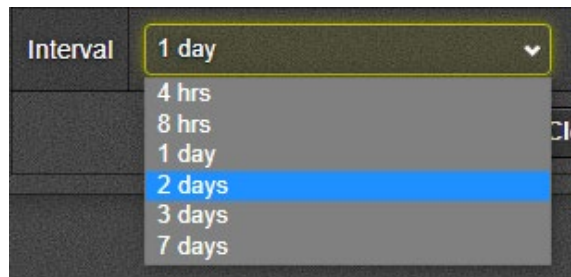 Interval 1 day
4 hrs
8 hrs
1 day
2 days
3 days
7 days